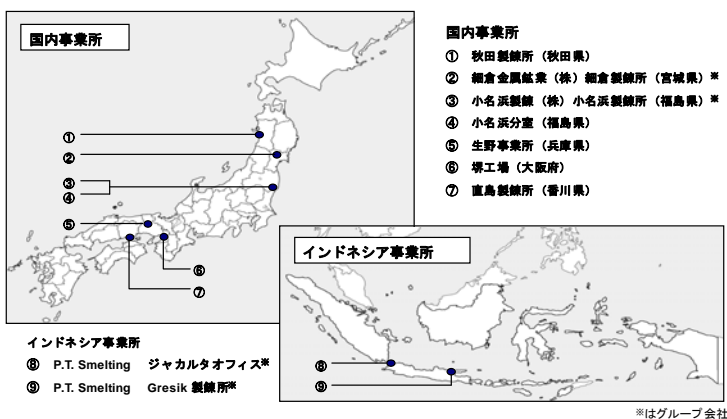 国内事業所
①
②
③
④
⑤
⑥
⑦
国内事業所
① 秋田製錬所（秋田県）
② 細倉金属鉱業（株）細倉製錬所（宮城県）※
③ 小名浜製錬（株）小名浜製錬所（福島県）※
④ 小名浜分室（福島県）
⑤ 生野事業所（兵庫県）
⑥ 堺工場（大阪府）
⑦ 直島製錬所（香川県）
インドネシア事業所
⑧
⑨
インドネシア事業所
⑧ P.T. Smelting ジャカルタオフィス※
⑨ P.T. Smelting Gresik 製錬所※
※はグループ会社